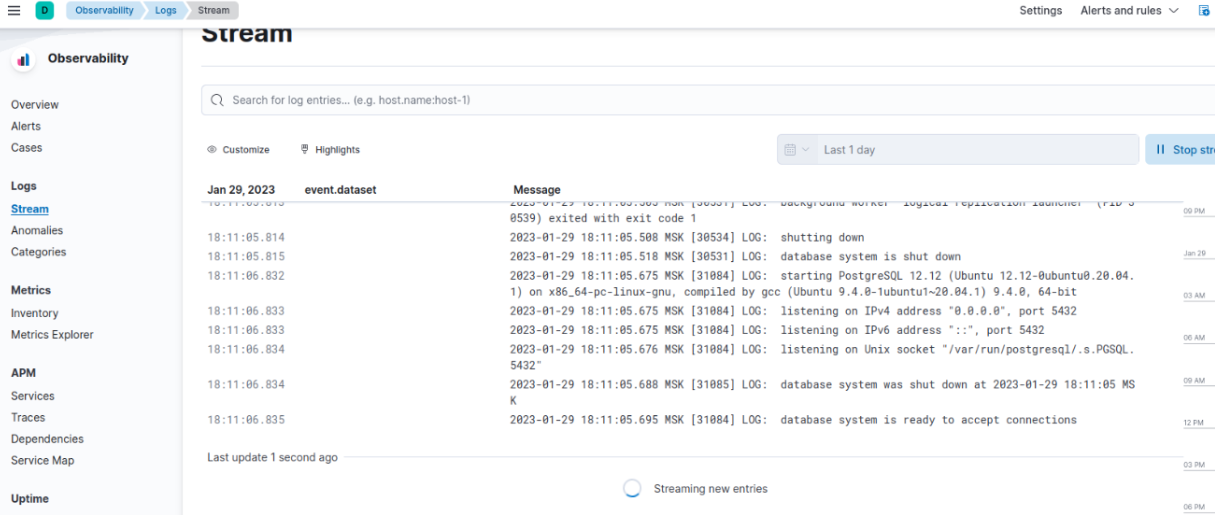 D Observability Logs Stream Settings Alerts and rules
Stream
Observability
Overview
Alerts
Cases
Logs
Stream
Anomalies
Categories
Metrics
Inventory
Metrics Explorer
APM
Services
Traces
Dependencies
Service Map
Uptime
Search for log entries... (e.g. host.name:host-1)
Customize Highlights Last 1 day Stop stre
Jan 29, 2023 event.dataset Message
18:11:05.813 2023-01-29 18:11:05.505 MSK [30531] LOG: background worker "logical replication launcher" (PID 3
0539) exited with exit code 1
18:11:05.814 2023-01-29 18:11:05.508 MSK [30534] LOG: shutting down
18:11:05.815 2023-01-29 18:11:05.518 MSK [30531] LOG: database system is shut down
18:11:06.832 2023-01-29 18:11:05.675 MSK [31084] LOG: starting PostgreSQL 12.12 (Ubuntu 12.12-0ubuntu0.20.04.
1) on x86_64-pc-linux-gnu, compiled by gcc (Ubuntu 9.4.0-1ubuntu1~20.04.1) 9.4.0, 64-bit
18:11:06.833 2023-01-29 18:11:05.675 MSK [31084] LOG: listening on IPv4 address "0.0.0.0", port 5432
18:11:06.833 2023-01-29 18:11:05.675 MSK [31084] LOG: listening on IPv6 address "::", port 5432
18:11:06.834 2023-01-29 18:11:05.676 MSK [31084] LOG: listening on Unix socket "/var/run/postgresql/.s.PGSQL.
5432"
18:11:06.834 2023-01-29 18:11:05.688 MSK [31085] LOG: database system was shut down at 2023-01-29 18:11:05 MS
K
18:11:06.835 2023-01-29 18:11:05.695 MSK [31084] LOG: database system is ready to accept connections
Last update 1 second ago
Streaming new entries
09 PM
Jan 29
03 AM
06 AM
09 AM
12 PM
03 PM
06 PM